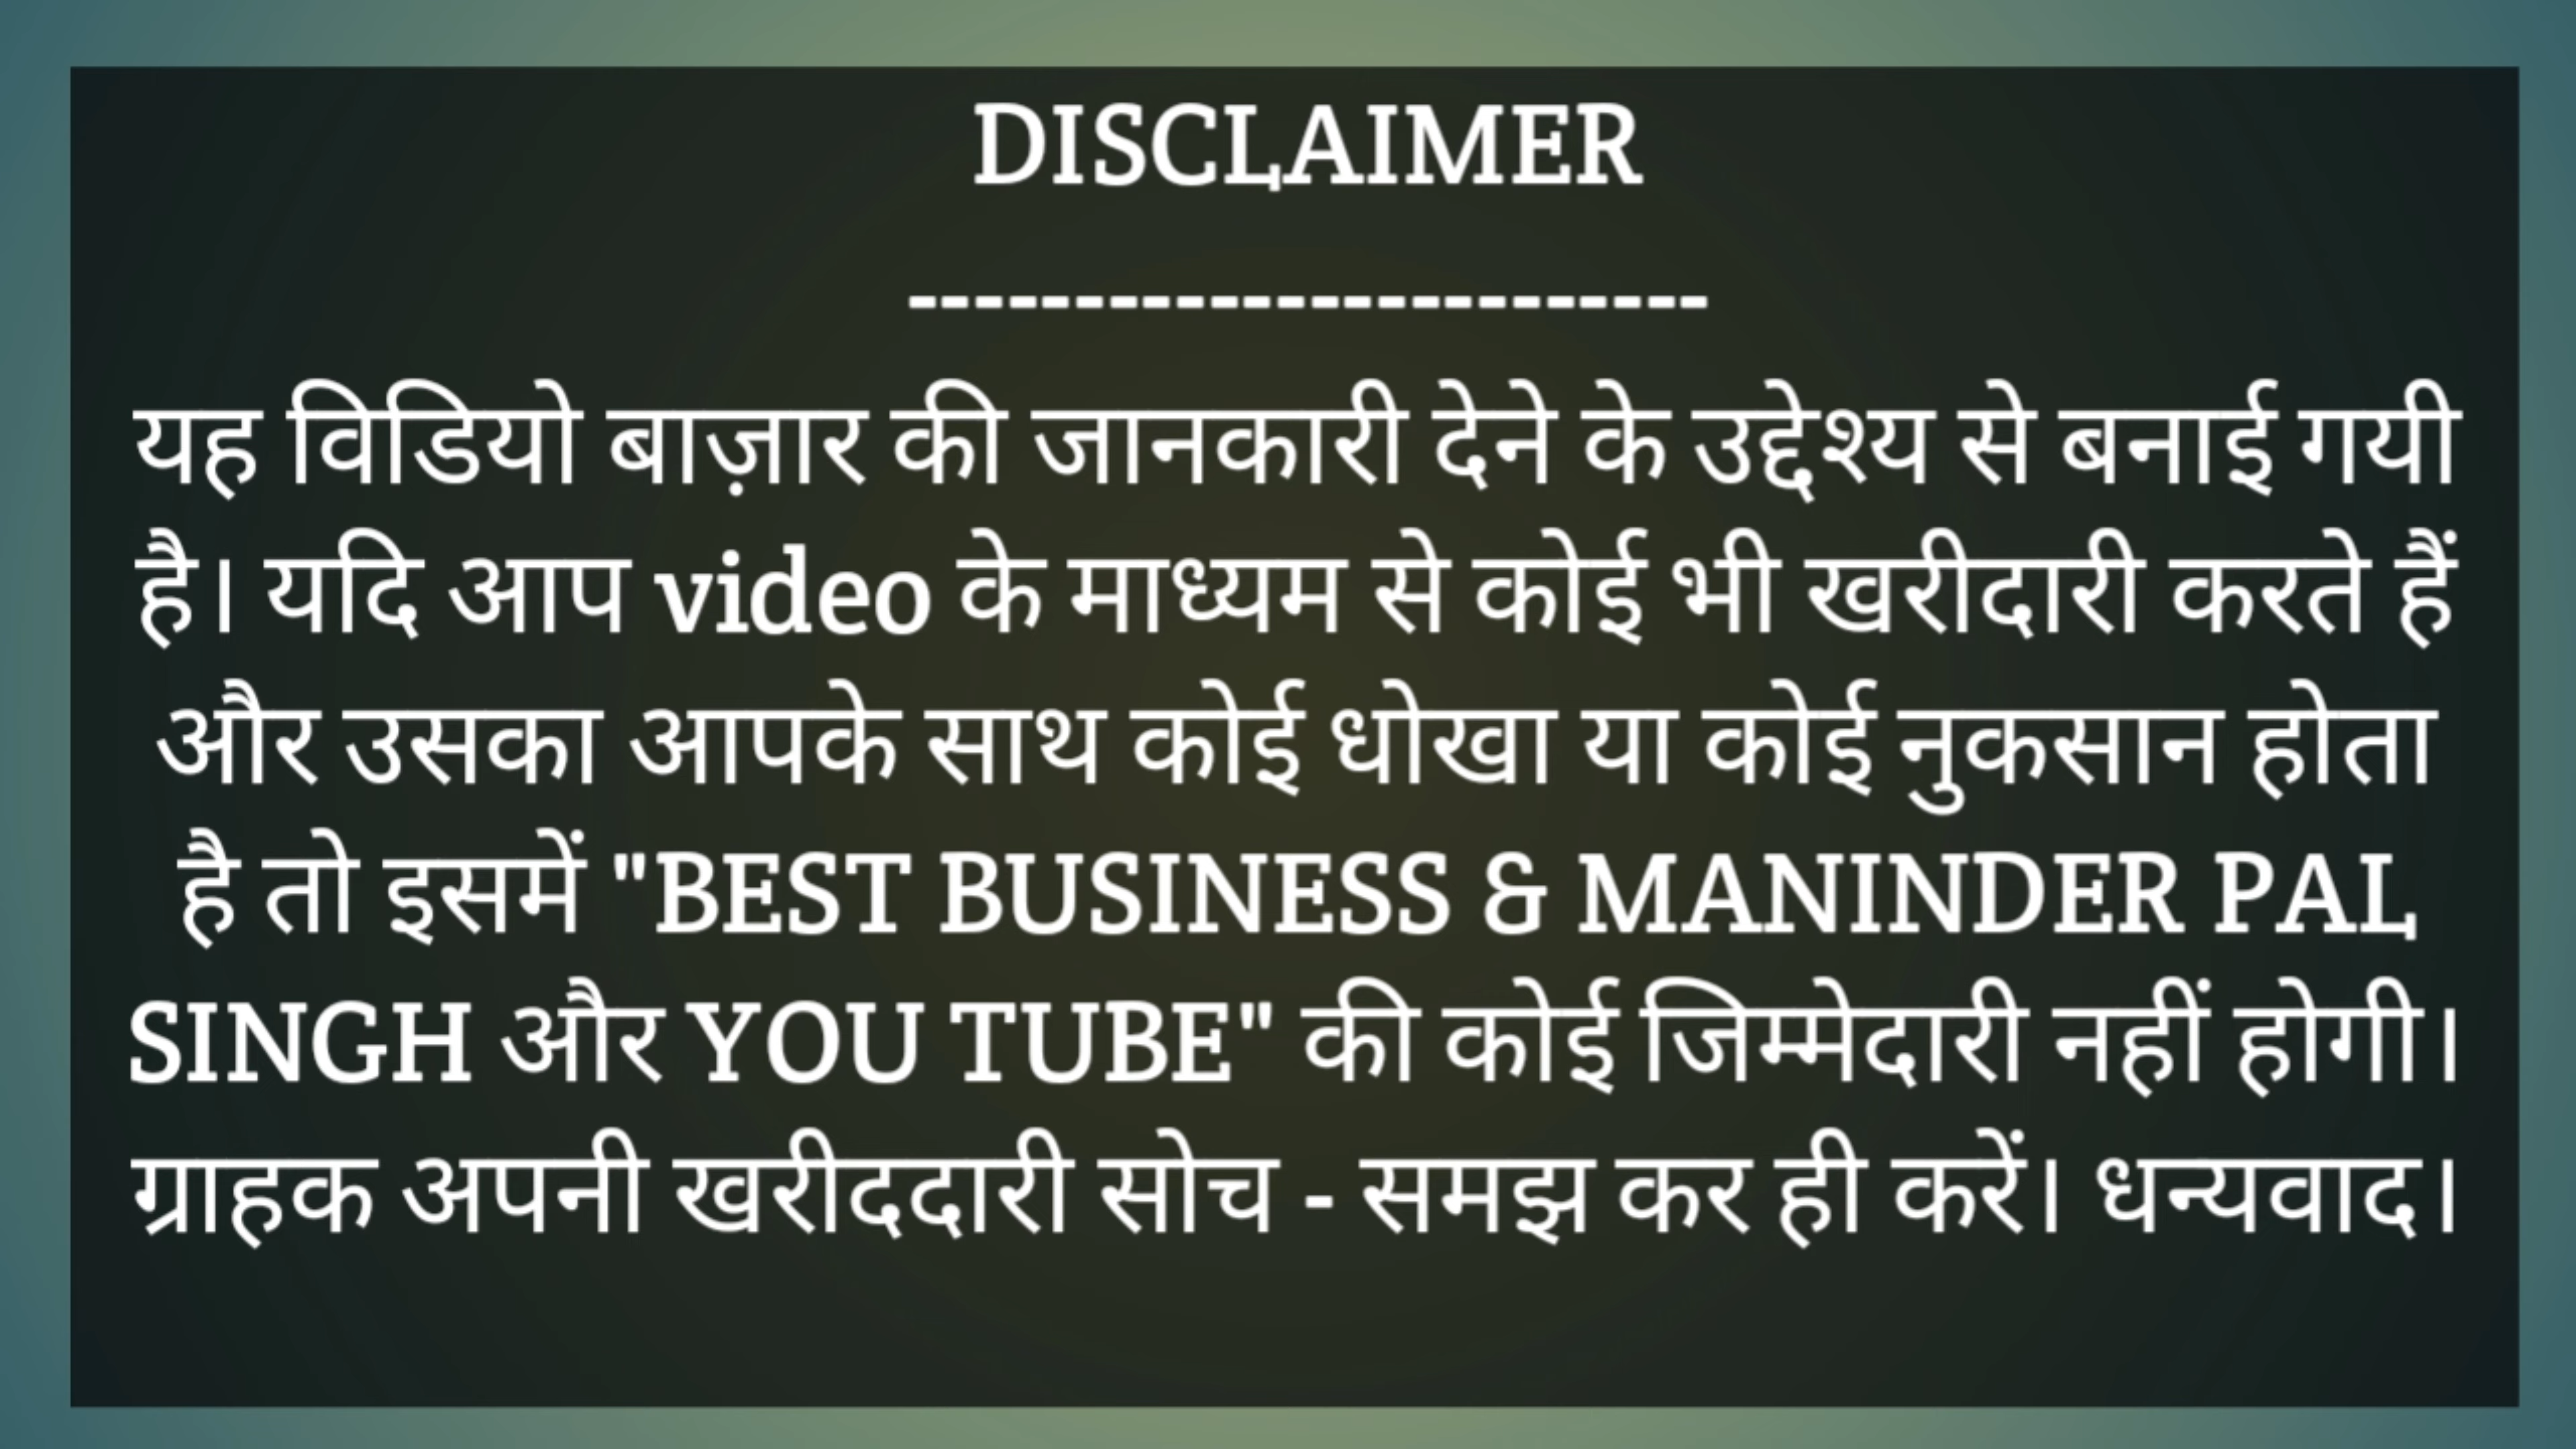 DISCLAIMER
------------------------
यह विडियो बाज़ार की जानकारी देने के उद्देश्य से बनाई गयी
है। यदि आप video के माध्यम से कोई भी खरीदारी करते हैं
और उसका आपके साथ कोई धोखा या कोई नुकसान होता
है तो इसमें "BEST BUSINESS & MANINDER PAL
SINGH और YOU TUBE" की कोई जिम्मेदारी नहीं होगी।
ग्राहक अपनी खरीददारी सोच - समझ कर ही करें। धन्यवाद।